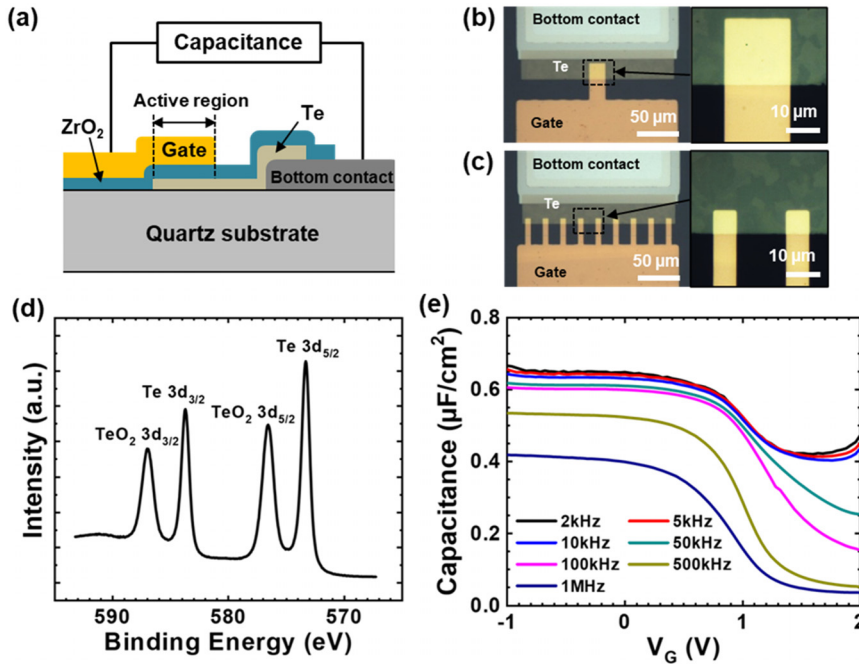 (a)
Capacitance
Active region
Te
ZrO₂
Gate
Bottom contact
Quartz substrate
(b)
Bottom contact
Te
Gate
50 µm
10 µm
(c)
Bottom contact
Te
Gate
50 µm
10 µm
(d)
Te 3d₅/₂
Te 3d₃/₂
TeO₂ 3d₅/₂
TeO₂ 3d₃/₂
Intensity (a.u.)
590 580 570
Binding Energy (eV)
(e)
0.8
0.6
0.4
0.2
0.0
Capacitance (µF/cm²)
2kHz 5kHz
10kHz 50kHz
100kHz 500kHz
1MHz
-1 0 1 2
V_G (V)